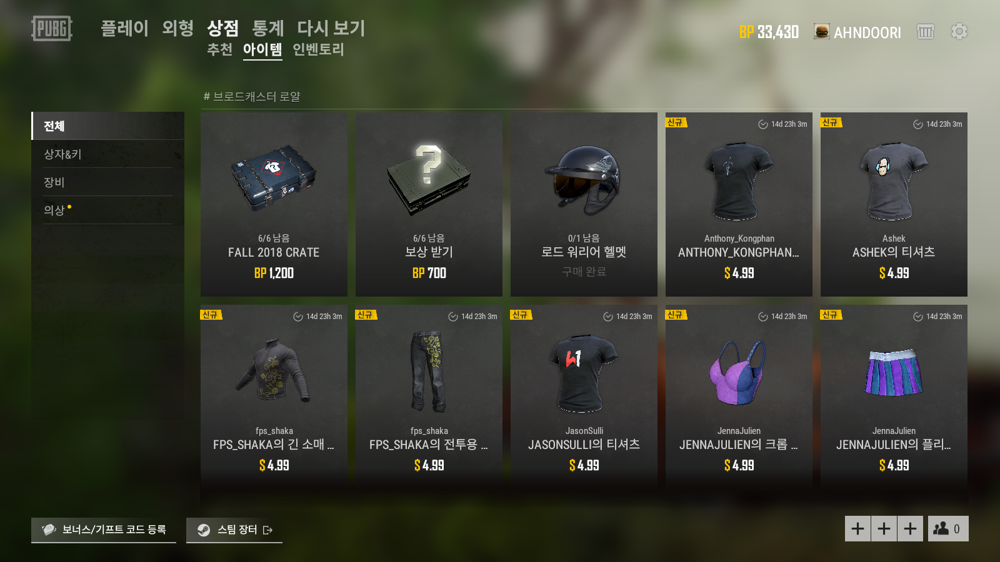 PUBG
플레이 외형 상점 통계 다시 보기
BP 33,430 AHNDOORI
추천 아이템 인벤토리
# 브로드캐스터 로얄
전체
상자&키
장비
의상
6/6 남음
FALL 2018 CRATE
BP 1,200
6/6 남음
보상 받기
BP 700
0/1 남음
로드 워리어 헬멧
구매 완료
신규 14d 23h 3m
Anthony_Kongphan
ANTHONY_KONGPHAN...
$ 4.99
신규 14d 23h 3m
Ashek
ASHEK의 티셔츠
$ 4.99
신규 14d 23h 3m
fps_shaka
FPS_SHAKA의 긴 소매 ...
$ 4.99
신규 14d 23h 3m
fps_shaka
FPS_SHAKA의 전투용 ...
$ 4.99
신규 14d 23h 3m
JasonSulli
JASONSULLI의 티셔츠
$ 4.99
신규 14d 23h 3m
JennaJulien
JENNAJULIEN의 크롭 ...
$ 4.99
신규 14d 23h 3m
JennaJulien
JENNAJULIEN의 플리...
$ 4.99
보너스/기프트 코드 등록
스팀 장터
0